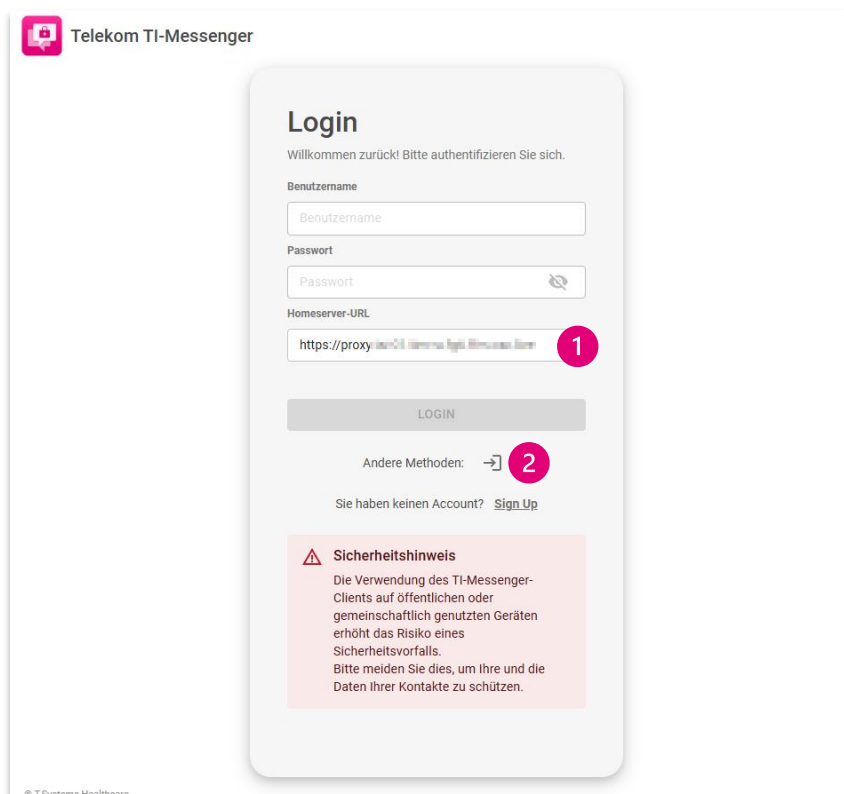 Telekom TI-Messenger
Login
Willkommen zurück! Bitte authentifizieren Sie sich.
Benutzername
Benutzername
Passwort
Passwort
Homeserver-URL
https://proxy
1
LOGIN
Andere Methoden:
2
Sie haben keinen Account? Sign Up
Sicherheitshinweis
Die Verwendung des TI-Messenger-
Clients auf öffentlichen oder
gemeinschaftlich genutzten Geräten
erhöht das Risiko eines
Sicherheitsvorfalls.
Bitte meiden Sie dies, um Ihre und die
Daten Ihrer Kontakte zu schützen.